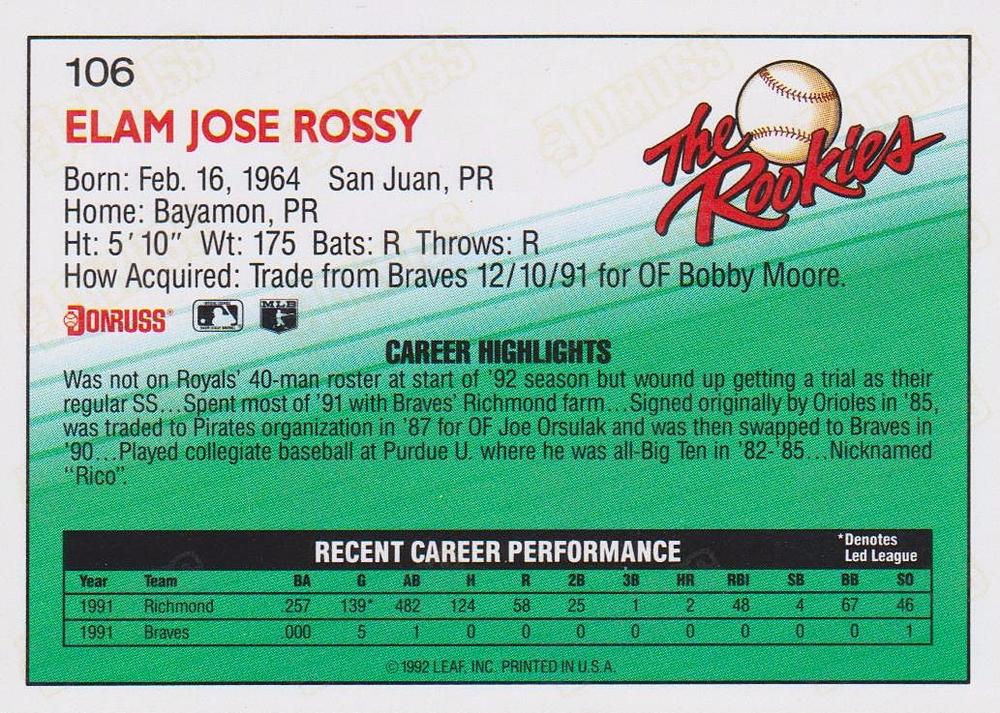 106
ELAM JOSE ROSSY
The Rookies
Born: Feb. 16, 1964 San Juan, PR
Home: Bayamon, PR
Ht: 5'10" Wt: 175 Bats: R Throws: R
How Acquired: Trade from Braves 12/10/91 for OF Bobby Moore.
DONRUSS MLB
CAREER HIGHLIGHTS
Was not on Royals' 40-man roster at start of '92 season but wound up getting a trial as their
regular SS...Spent most of '91 with Braves' Richmond farm...Signed originally by Orioles in '85,
was traded to Pirates organization in '87 for OF Joe Orsulak and was then swapped to Braves in
'90...Played collegiate baseball at Purdue U. where he was all-Big Ten in '82-'85...Nicknamed
"Rico".
RECENT CAREER PERFORMANCE
*Denotes
Led League
Year Team BA G AB H R 2B 3B HR RBI SB BB SO
1991 Richmond .257 139* 482 124 58 25 1 2 48 4 67 46
1991 Braves .000 5 1 0 0 0 0 0 0 0 0 1
©1992 LEAF, INC. PRINTED IN U.S.A.